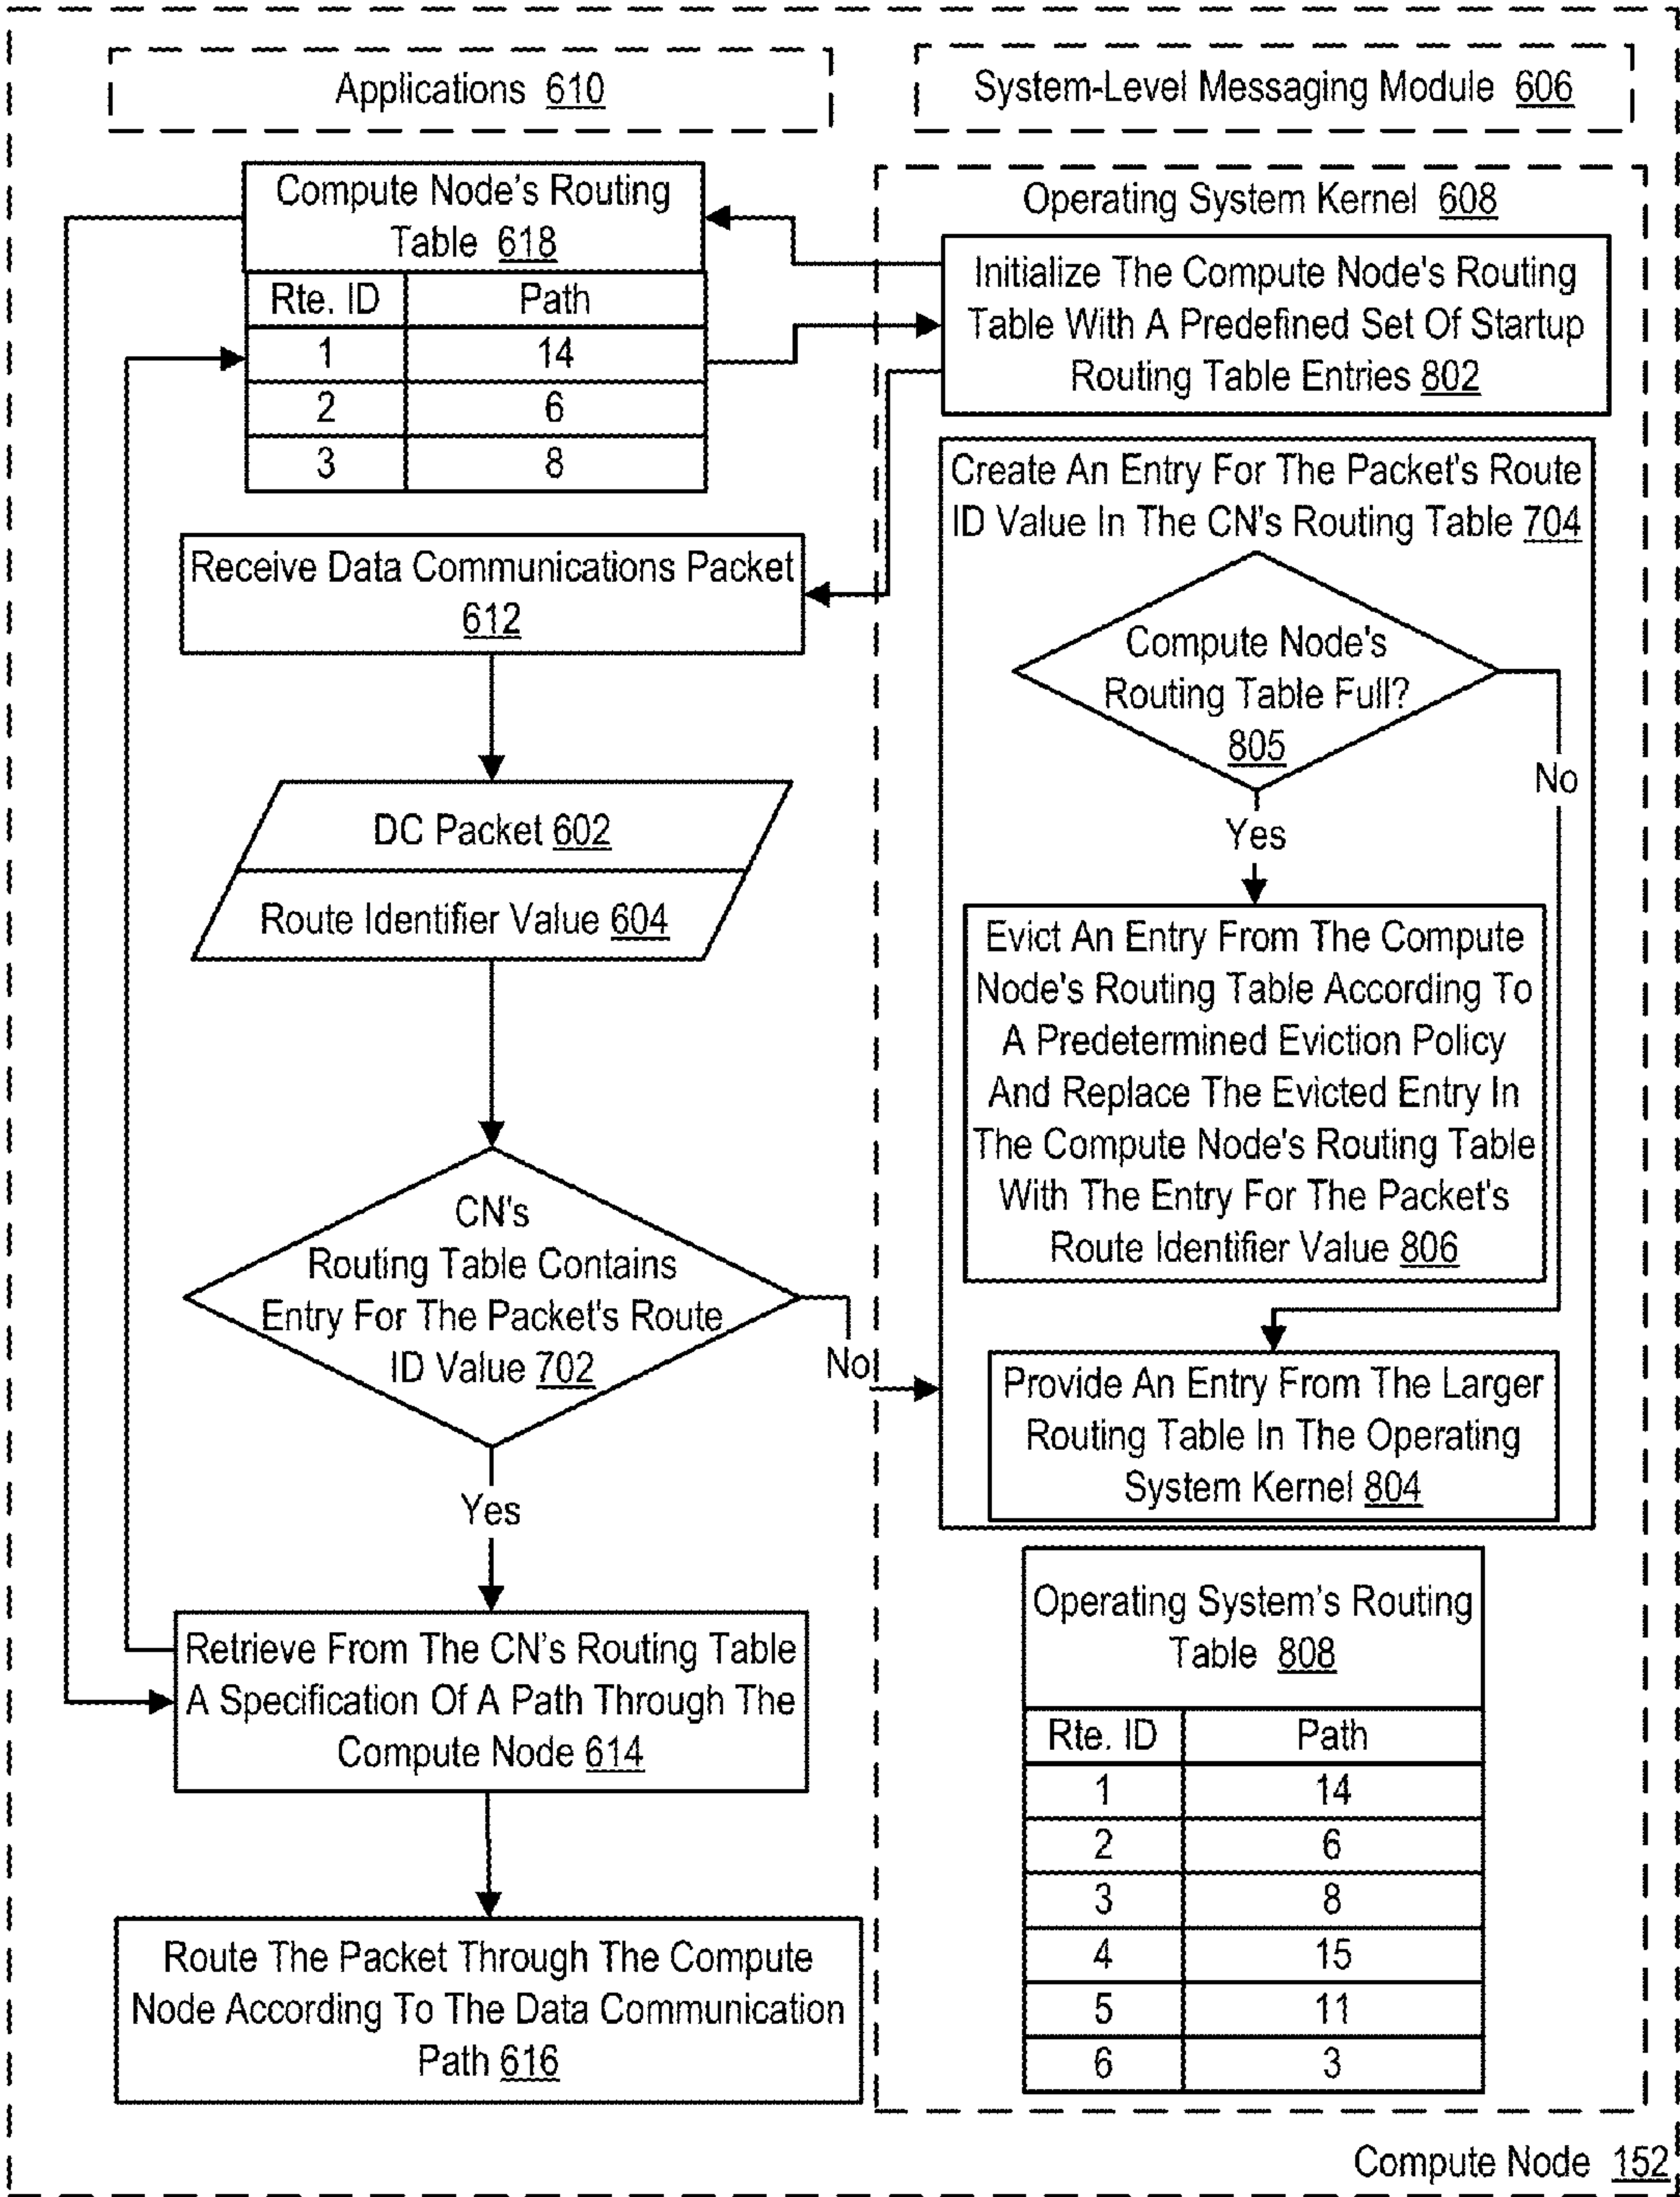 Applications 610
System-Level Messaging Module 606
Compute Node's Routing
Table 618
Rte. ID Path
1 14
2 6
3 8
Operating System Kernel 608
Initialize The Compute Node's Routing
Table With A Predefined Set Of Startup
Routing Table Entries 802
Receive Data Communications Packet
612
DC Packet 602
Route Identifier Value 604
CN's
Routing Table Contains
Entry For The Packet's Route
ID Value 702
No
Yes
Create An Entry For The Packet's Route
ID Value In The CN's Routing Table 704
Compute Node's
Routing Table Full?
805
No
Yes
Evict An Entry From The Compute
Node's Routing Table According To
A Predetermined Eviction Policy
And Replace The Evicted Entry In
The Compute Node's Routing Table
With The Entry For The Packet's
Route Identifier Value 806
Provide An Entry From The Larger
Routing Table In The Operating
System Kernel 804
Retrieve From The CN's Routing Table
A Specification Of A Path Through The
Compute Node 614
Route The Packet Through The Compute
Node According To The Data Communication
Path 616
Operating System's Routing
Table 808
Rte. ID Path
1 14
2 6
3 8
4 15
5 11
6 3
Compute Node 152